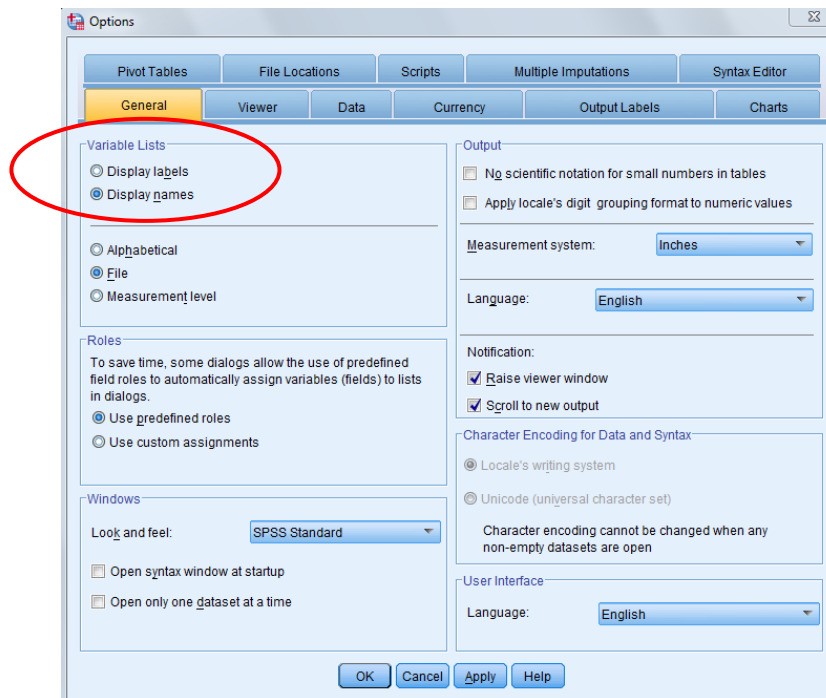 Options
Pivot Tables
File Locations
Scripts
Multiple Imputations
Syntax Editor
General
Viewer
Data
Currency
Output Labels
Charts
Variable Lists
Display labels
Display names
Alphabetical
File
Measurement level
Roles
To save time, some dialogs allow the use of predefined
field roles to automatically assign variables (fields) to lists
in dialogs.
Use predefined roles
Use custom assignments
Windows
Look and feel:
SPSS Standard
Open syntax window at startup
Open only one dataset at a time
Output
No scientific notation for small numbers in tables
Apply locale's digit grouping format to numeric values
Measurement system:
Inches
Language:
English
Notification:
Raise viewer window
Scroll to new output
Character Encoding for Data and Syntax
Locale's writing system
Unicode (universal character set)
Character encoding cannot be changed when any
non-empty datasets are open
User Interface
Language:
English
OK
Cancel
Apply
Help